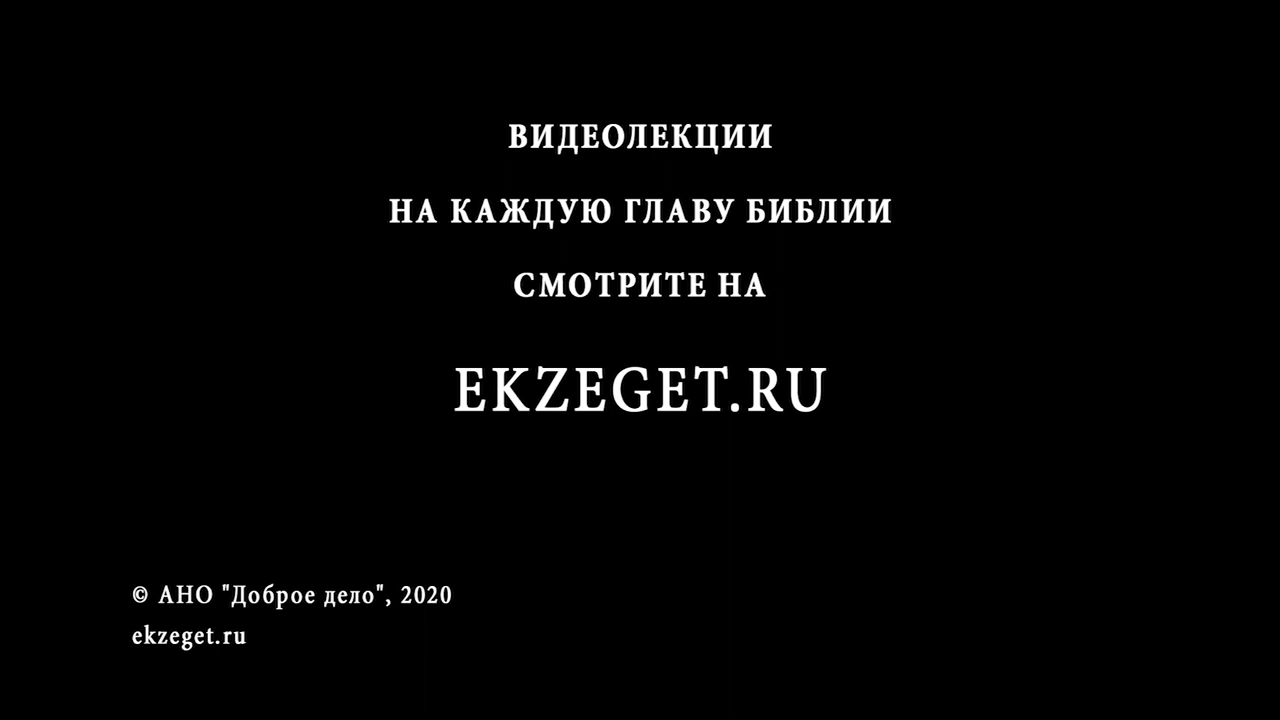 ВИДЕОЛЕКЦИИ
НА КАЖДУЮ ГЛАВУ БИБЛИИ
СМОТРИТЕ НА
EKZEGET.RU
© АНО "Доброе дело", 2020
ekzeget.ru